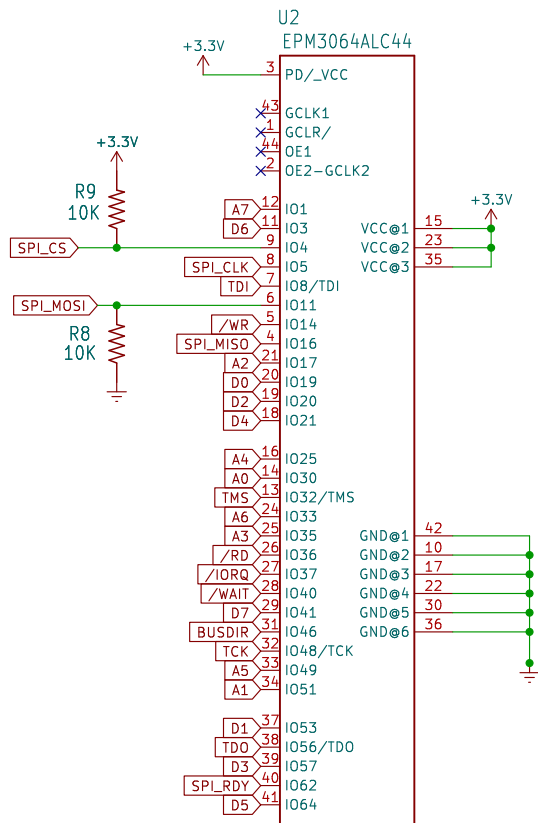 U2
EPM3064ALC44
+3.3V
3 PD/_VCC
43 GCLK1
1 GCLR/
44 OE1
2 OE2-GCLK2
+3.3V
R9
10K
A7 12 IO1
D6 11 IO3
SPI_CS 9 IO4
SPI_CLK 8 IO5
TDI 7 IO8/TDI
SPI_MOSI 6 IO11
/WR 5 IO14
SPI_MISO 4 IO16
R8
10K
A2 21 IO17
D0 20 IO19
D2 19 IO20
D4 18 IO21
A4 16 IO25
A0 14 IO30
TMS 13 IO32/TMS
A6 24 IO33
A3 25 IO35
/RD 26 IO36
/IORQ 27 IO37
/WAIT 28 IO40
D7 29 IO41
BUSDIR 31 IO46
TCK 32 IO48/TCK
A5 33 IO49
A1 34 IO51
D1 37 IO53
TDO 38 IO56/TDO
D3 39 IO57
SPI_RDY 40 IO62
D5 41 IO64
+3.3V
VCC@1 15
VCC@2 23
VCC@3 35
GND@1 42
GND@2 10
GND@3 17
GND@4 22
GND@5 30
GND@6 36